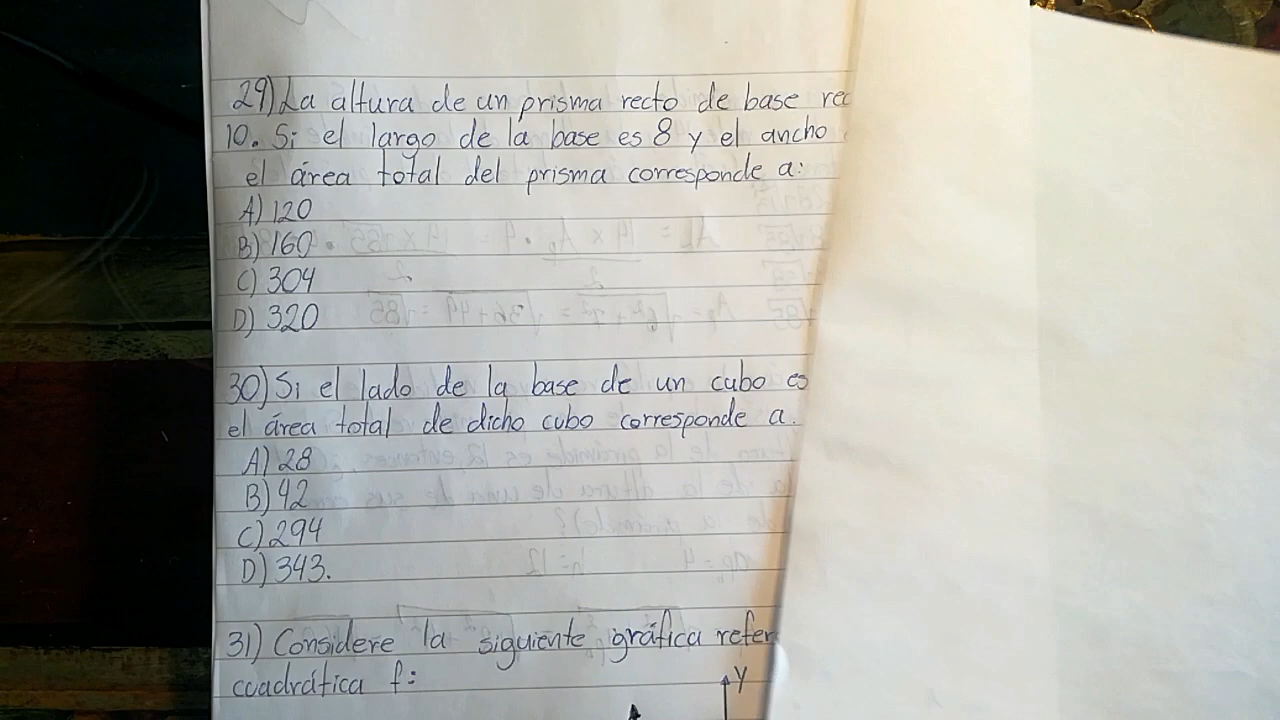 29) La altura de un prisma recto de base rec
10. Si el largo de la base es 8 y el ancho
el área total del prisma corresponde a:
A) 120
B) 160.
C) 304
D) 320
30) Si el lado de la base de un cubo es
el área total de dicho cubo corresponde a.
A) 28
B) 42
C) 294
D) 343.
31) Considere la siguiente gráfica refer
cuadrática f:
Y